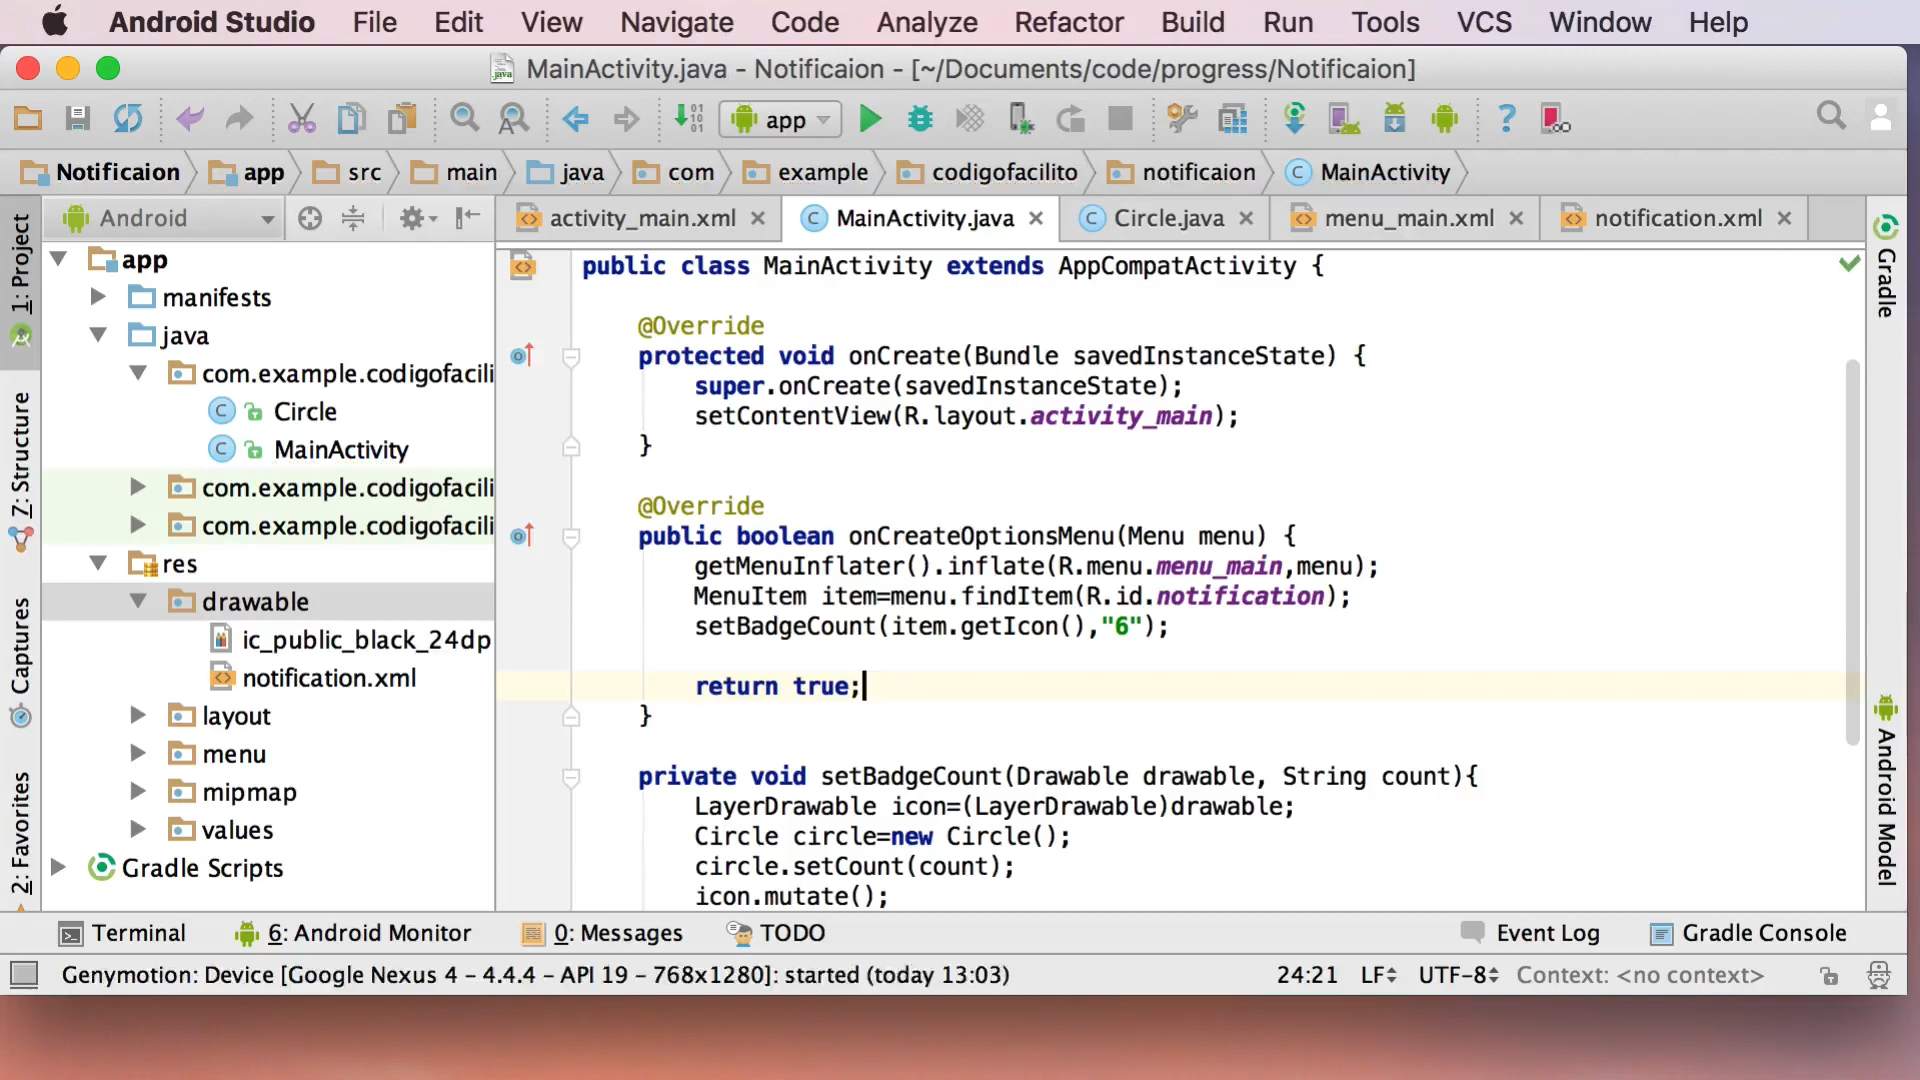 Android Studio File Edit View Navigate Code Analyze Refactor Build Run Tools VCS Window Help
MainActivity.java - Notificaion - [~/Documents/code/progress/Notificaion]
app
Notificaion app src main java com example codigofacilito notificaion MainActivity
Android
activity_main.xml MainActivity.java Circle.java menu_main.xml notification.xml
1: Project
Z: Structure
Captures
2: Favorites
app
manifests
java
com.example.codigofacili
Circle
MainActivity
com.example.codigofacili
com.example.codigofacili
res
drawable
ic_public_black_24dp
notification.xml
layout
menu
mipmap
values
Gradle Scripts
public class MainActivity extends AppCompatActivity {
@Override
protected void onCreate(Bundle savedInstanceState) {
super.onCreate(savedInstanceState);
setContentView(R.layout.activity_main);
}
@Override
public boolean onCreateOptionsMenu(Menu menu) {
getMenuInflater().inflate(R.menu.menu_main,menu);
MenuItem item=menu.findItem(R.id.notification);
setBadgeCount(item.getIcon(),"6");
return true;
}
private void setBadgeCount(Drawable drawable, String count){
LayerDrawable icon=(LayerDrawable)drawable;
Circle circle=new Circle();
circle.setCount(count);
icon.mutate();
Gradle
Android Model
Terminal 6: Android Monitor 0: Messages TODO Event Log Gradle Console
Genymotion: Device [Google Nexus 4 - 4.4.4 - API 19 - 768x1280]: started (today 13:03) 24:21 LF UTF-8 Context: <no context>